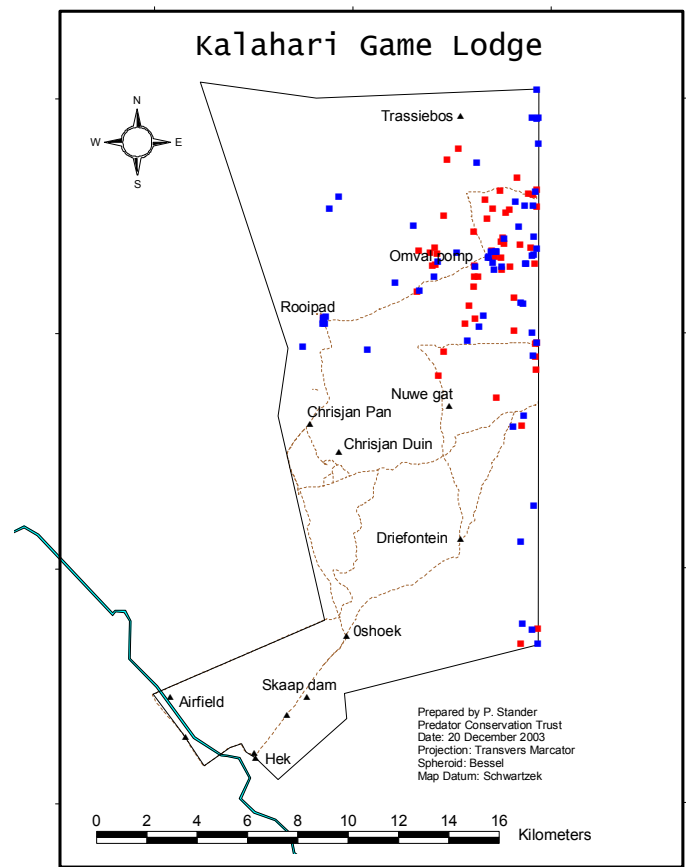 Kalahari Game Lodge
N
W E
S
Trassiebos
Omval pomp
Rooipad
Nuwe gat
Chrisjan Pan
Chrisjan Duin
Driefontein
0shoek
Skaap dam
Airfield
Hek
Prepared by P. Stander
Predator Conservation Trust
Date: 20 December 2003
Projection: Transvers Marcator
Spheroid: Bessel
Map Datum: Schwartzek
0 2 4 6 8 10 12 14 16
Kilometers